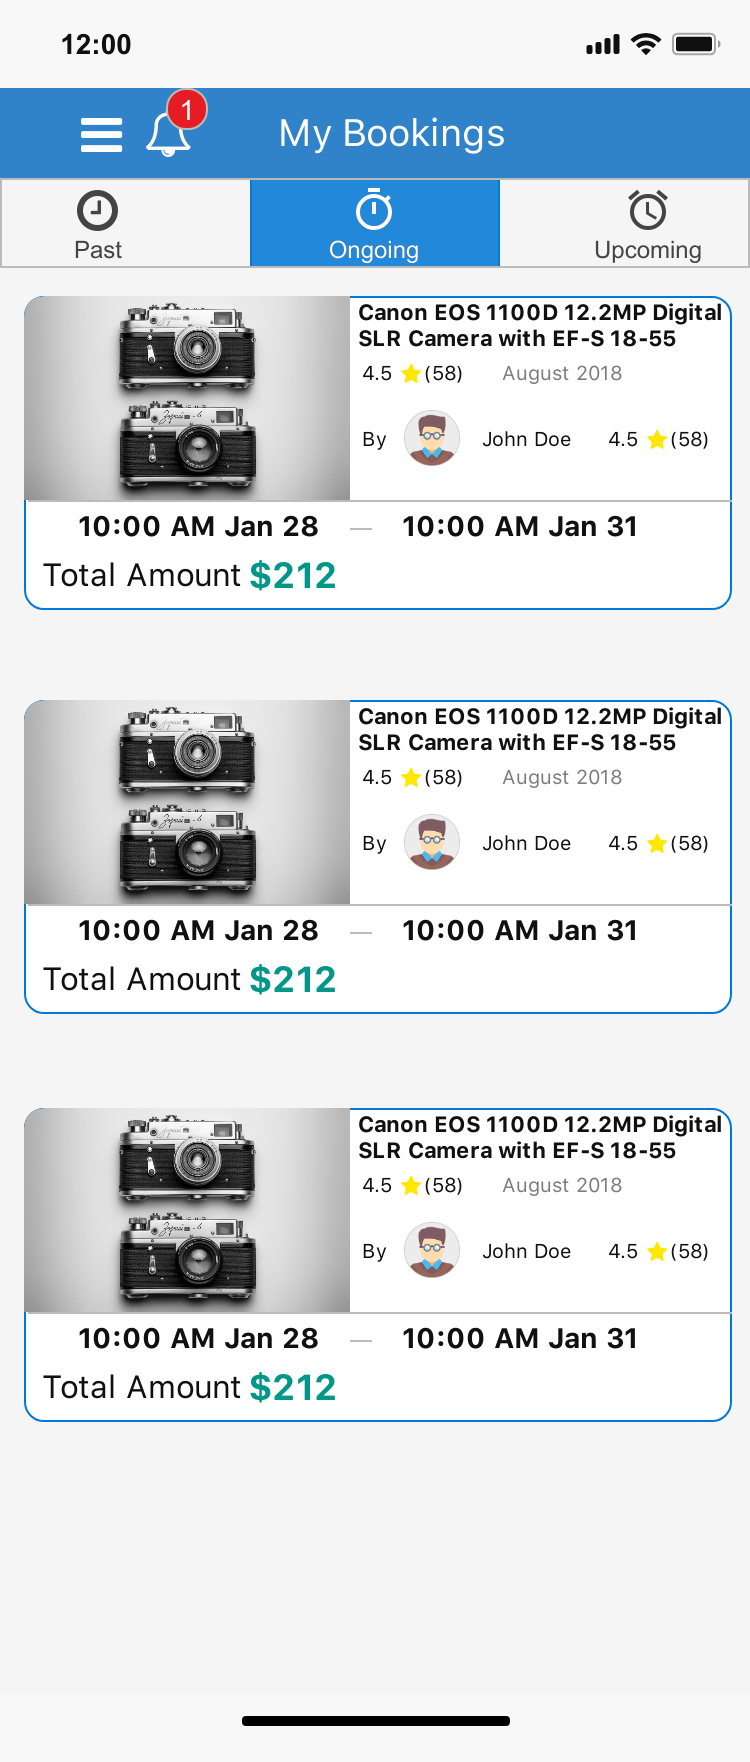 12:00
1
My Bookings
Past
Ongoing
Upcoming
Canon EOS 1100D 12.2MP Digital
SLR Camera with EF-S 18-55
4.5 (58) August 2018
By John Doe 4.5 (58)
10:00 AM Jan 28 — 10:00 AM Jan 31
Total Amount $212
Canon EOS 1100D 12.2MP Digital
SLR Camera with EF-S 18-55
4.5 (58) August 2018
By John Doe 4.5 (58)
10:00 AM Jan 28 — 10:00 AM Jan 31
Total Amount $212
Canon EOS 1100D 12.2MP Digital
SLR Camera with EF-S 18-55
4.5 (58) August 2018
By John Doe 4.5 (58)
10:00 AM Jan 28 — 10:00 AM Jan 31
Total Amount $212